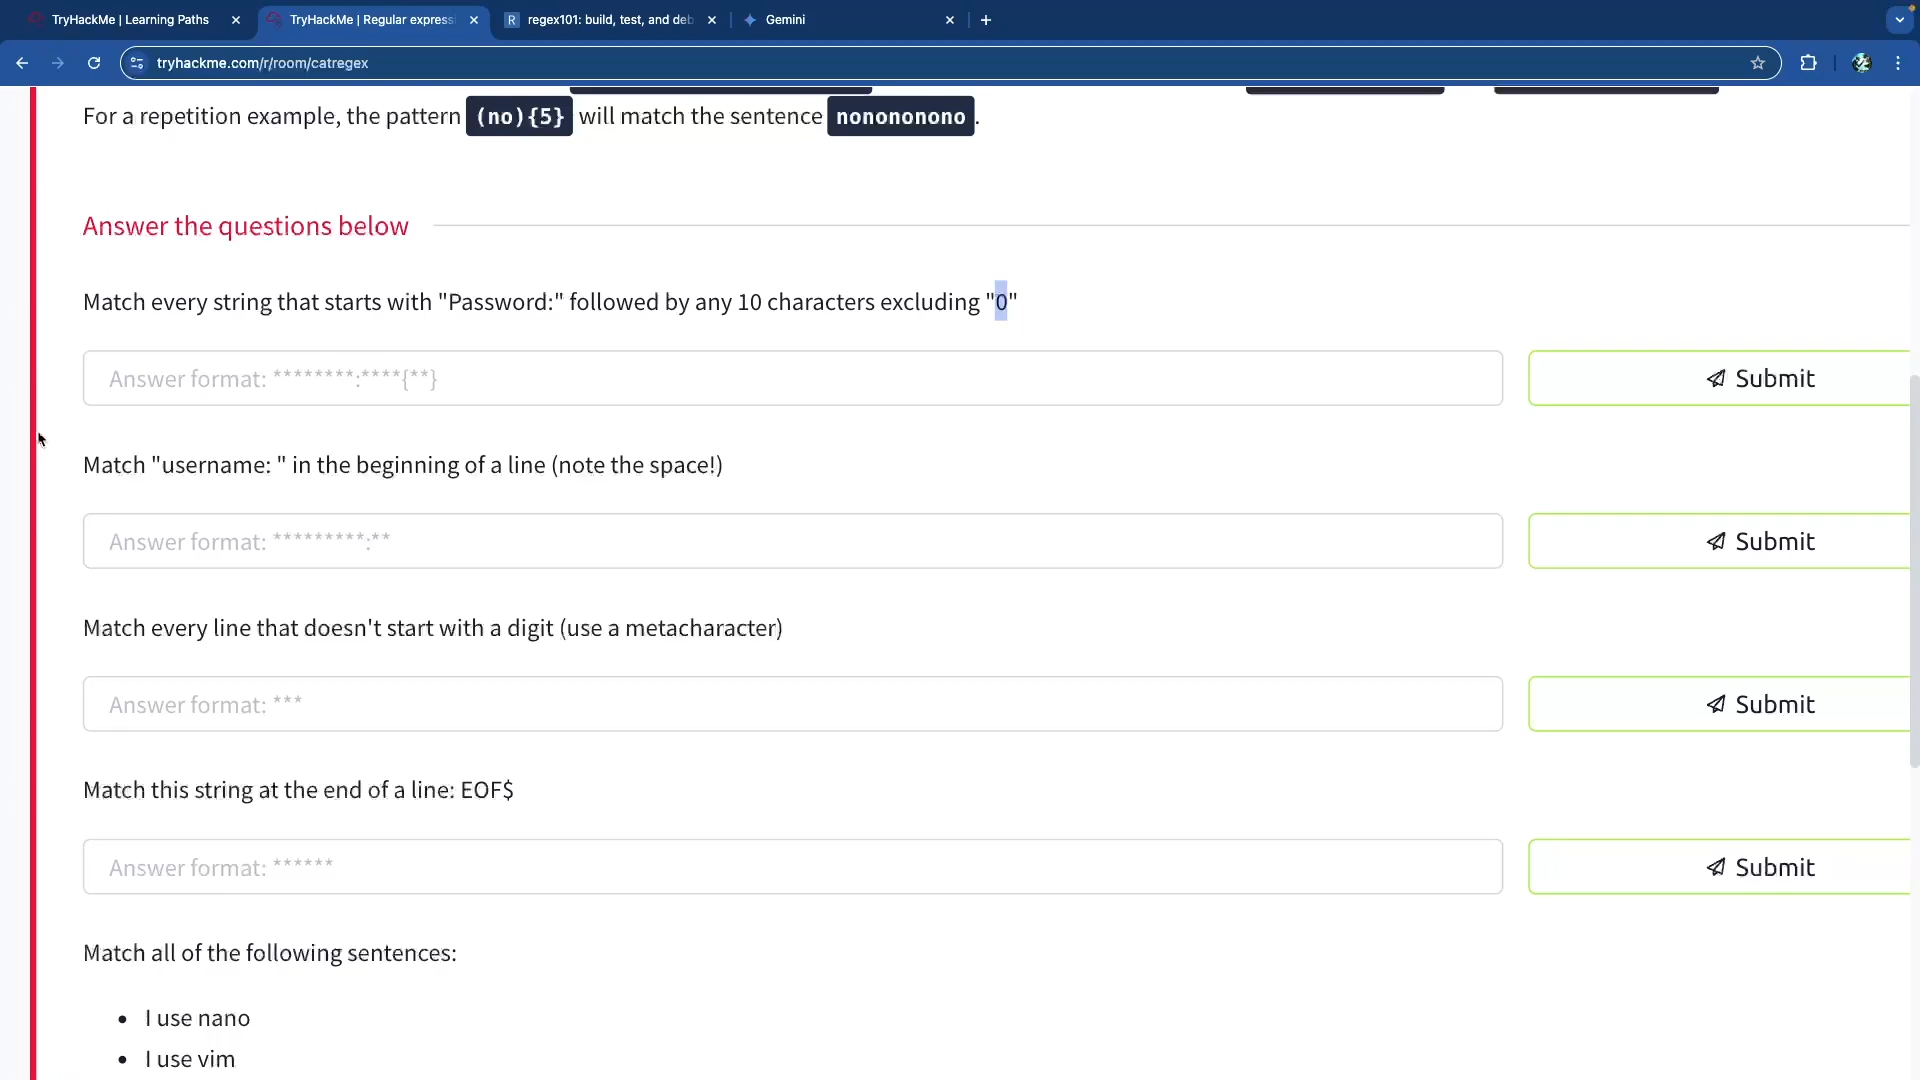 TryHackMe | Learning Paths
TryHackMe | Regular express
regex101: build, test, and deb
Gemini
tryhackme.com/r/room/catregex
For a repetition example, the pattern (no){5} will match the sentence nonononono.
Answer the questions below
Match every string that starts with "Password:" followed by any 10 characters excluding "0"
Answer format: ********:****{**}
Submit
Match "username: " in the beginning of a line (note the space!)
Answer format: *********:**
Submit
Match every line that doesn't start with a digit (use a metacharacter)
Answer format: ***
Submit
Match this string at the end of a line: EOF$
Answer format: ******
Submit
Match all of the following sentences:
• I use nano
• I use vim